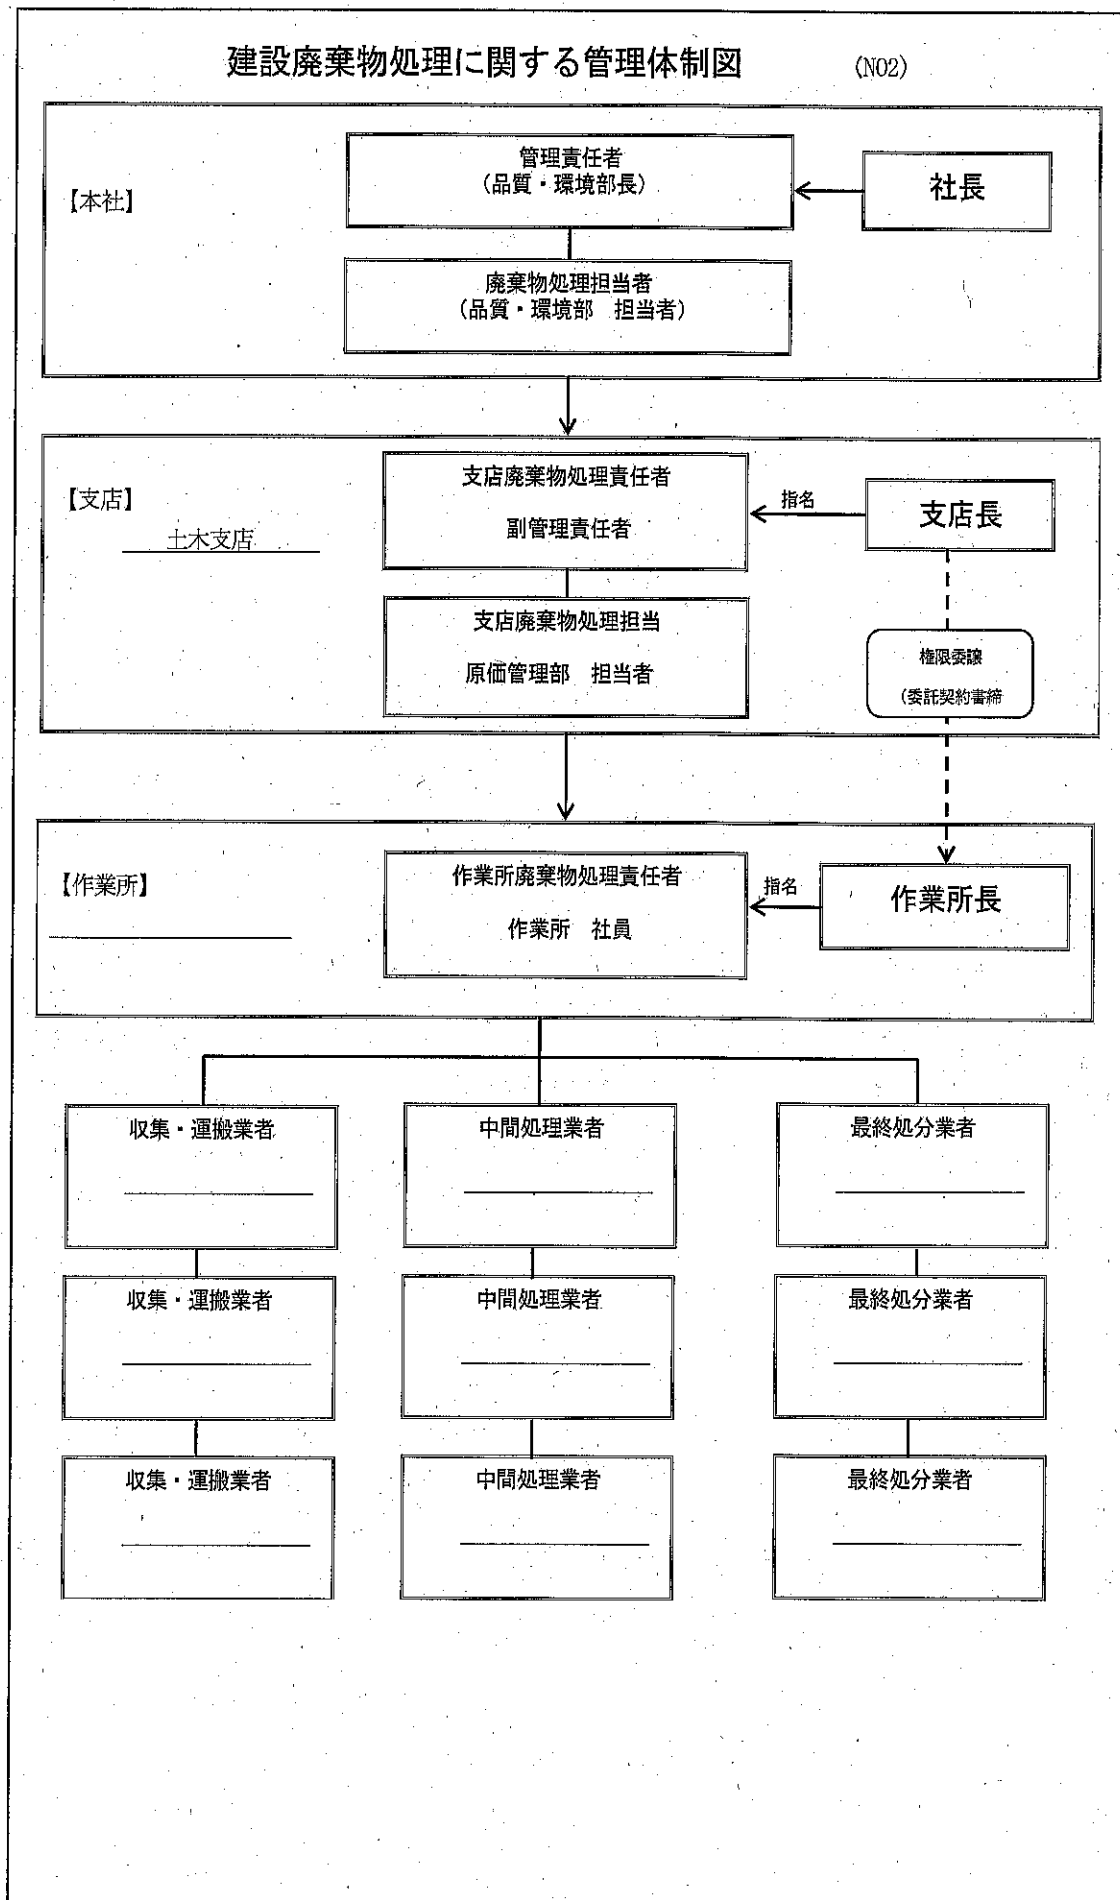 建設廃棄物処理に関する管理体制図 (NO2)
【本社】
管理責任者
(品質・環境部長)
社長
廃棄物処理担当者
(品質・環境部 担当者)
【支店】
土木支店
支店廃棄物処理責任者
副管理責任者
指名
支店長
支店廃棄物処理担当
原価管理部 担当者
権限委譲
(委託契約書締
【作業所】
作業所廃棄物処理責任者
作業所 社員
指名
作業所長
収集・運搬業者
中間処理業者
最終処分業者
収集・運搬業者
中間処理業者
最終処分業者
収集・運搬業者
中間処理業者
最終処分業者